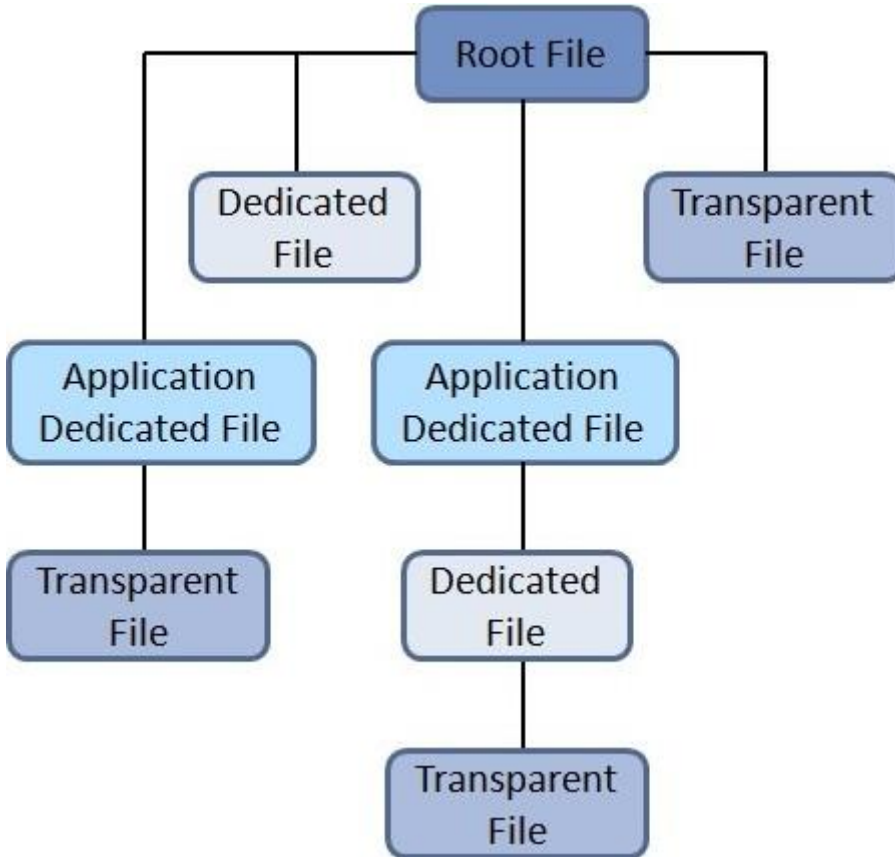 Root File
Dedicated
File
Transparent
File
Application
Dedicated File
Application
Dedicated File
Transparent
File
Dedicated
File
Transparent
File